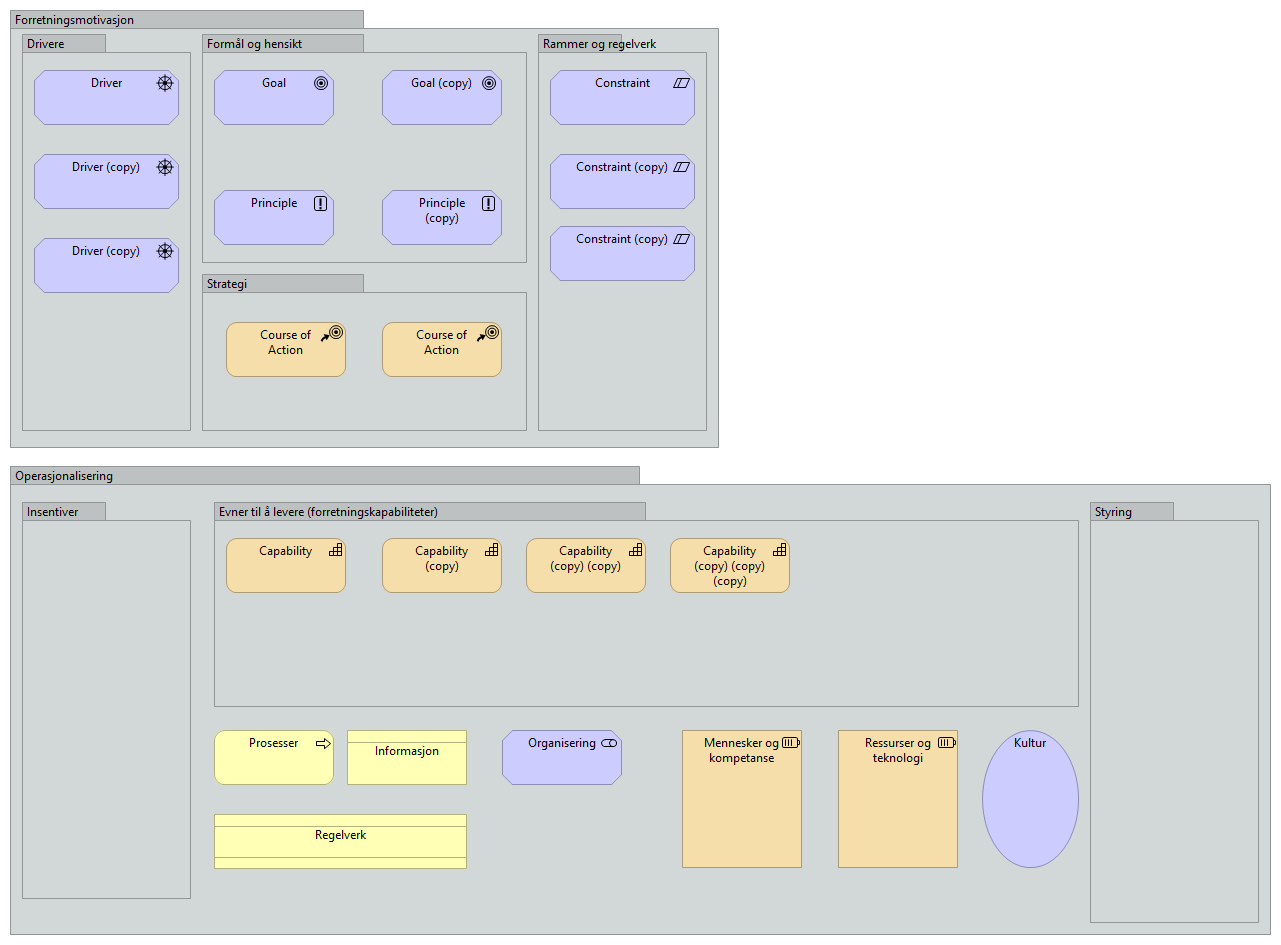 Forretningsmotivasjon
Drivere
Driver
Driver (copy)
Driver (copy)
Formål og hensikt
Goal
Goal (copy)
Principle
Principle
(copy)
Strategi
Course of
Action
Course of
Action
Rammer og regelverk
Constraint
Constraint (copy)
Constraint (copy)
Operasjonalisering
Insentiver
Evner til å levere (forretningskapabiliteter)
Capability
Capability
(copy)
Capability
(copy) (copy)
Capability
(copy) (copy)
(copy)
Prosesser
Informasjon
Organisering
Mennesker og
kompetanse
Ressurser og
teknologi
Kultur
Regelverk
Styring